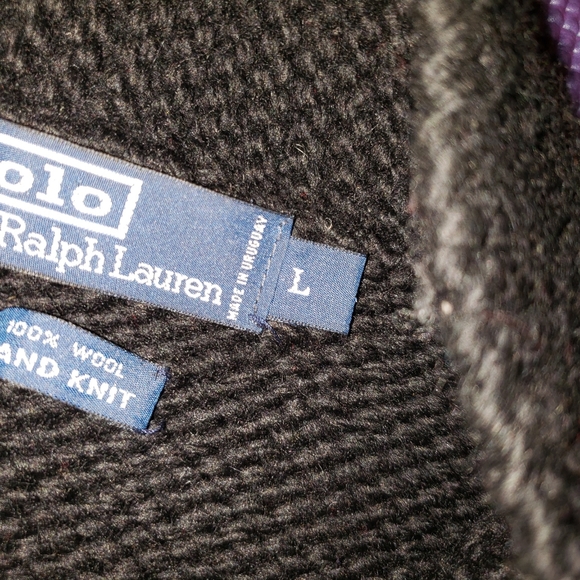 olo
Ralph Lauren
MADE IN URUGUAY
L
100% WOOL
AND KNIT